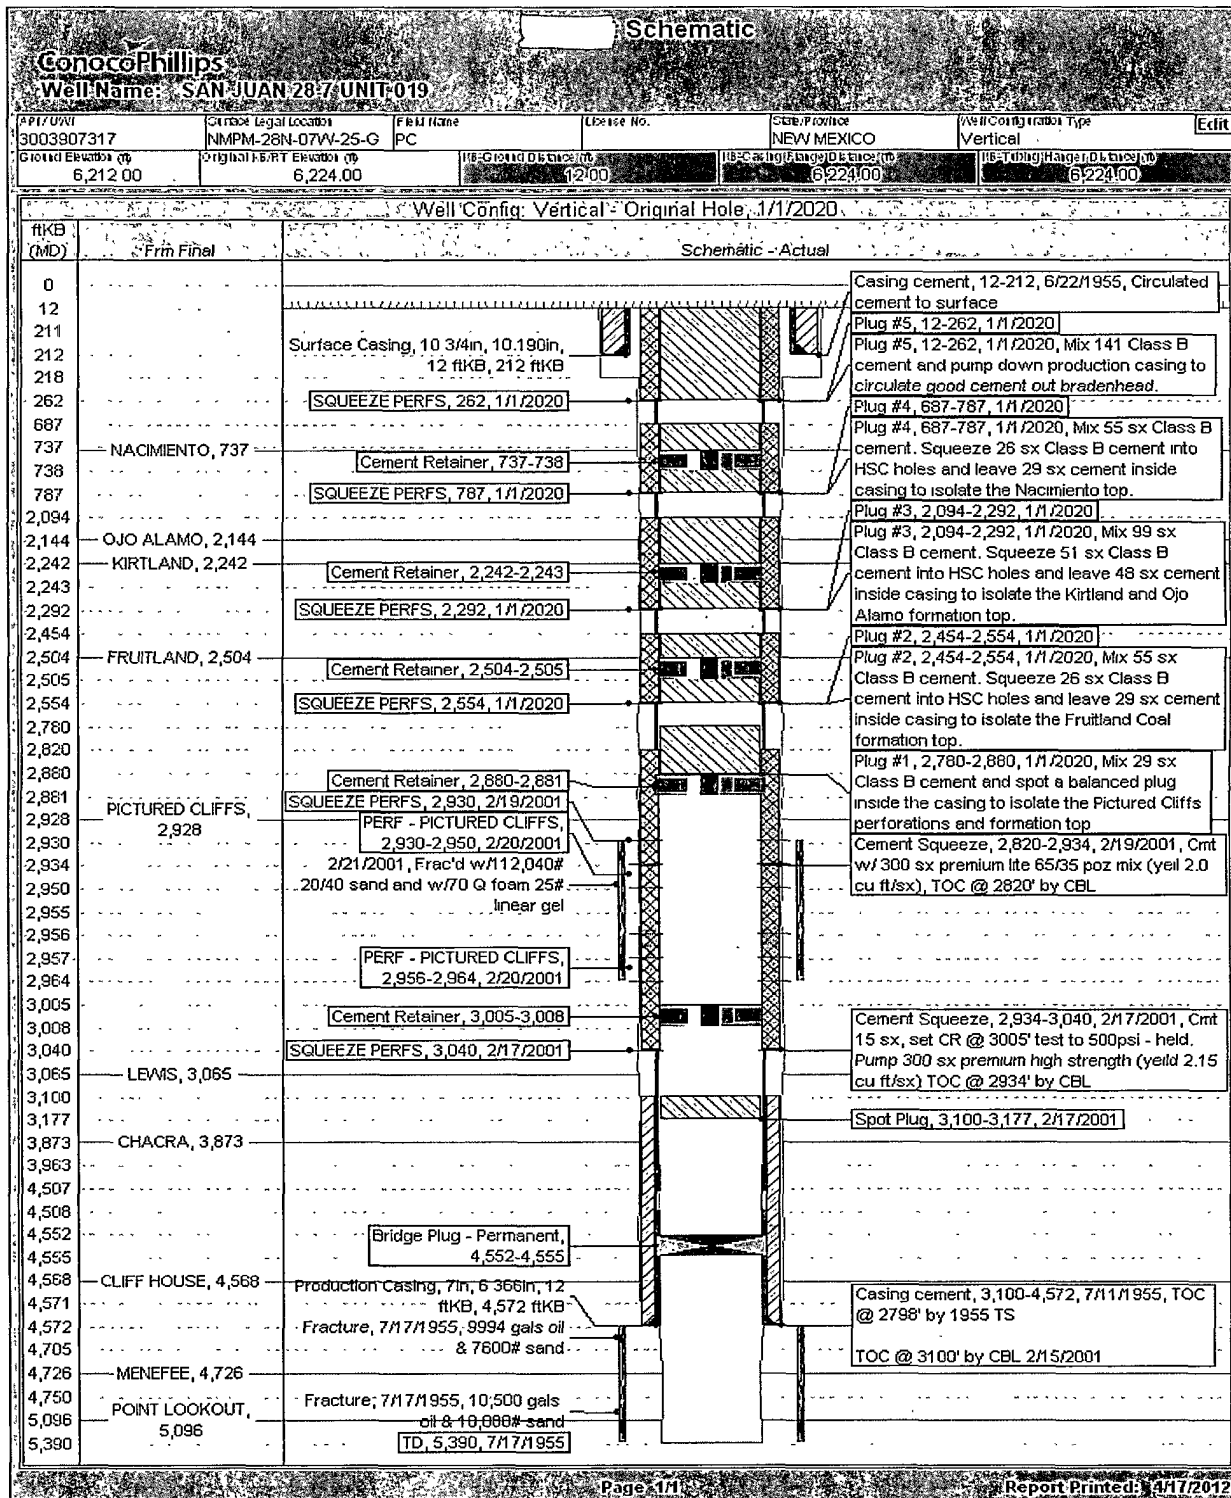 Schematic
ConocoPhillips
Well Name: SAN JUAN 28-7 UNIT 019
API / UWI
3003907317
Surface Legal Location
NMPM-28N-07W-25-G
Field Name
PC
License No.
State/Province
NEW MEXICO
Well Configuration Type
Vertical
Edit
Ground Elevation (ft)
6,212.00
Original KB/RT Elevation (ft)
6,224.00
KB-Ground Distance (ft)
12.00
KB-Casing Flange Distance (ft)
6,224.00
KB-Tubing Hanger Distance (ft)
6,224.00
Well Config: Vertical - Original Hole, 1/1/2020
ftKB
(MD)
Frm Final
Schematic - Actual
0
12
211
212
218
262
687
737
738
787
2,094
2,144
2,242
2,243
2,292
2,454
2,504
2,505
2,554
2,780
2,820
2,880
2,881
2,928
2,930
2,934
2,950
2,955
2,956
2,957
2,964
3,005
3,008
3,040
3,065
3,100
3,177
3,873
3,963
4,507
4,508
4,552
4,555
4,568
4,571
4,572
4,705
4,726
4,750
5,096
5,390
NACIMIENTO, 737
OJO ALAMO, 2,144
KIRTLAND, 2,242
FRUITLAND, 2,504
PICTURED CLIFFS,
2,928
LEWIS, 3,065
CHACRA, 3,873
CLIFF HOUSE, 4,568
MENEFEE, 4,726
POINT LOOKOUT,
5,096
Surface Casing, 10 3/4in, 10.190in,
12 ftKB, 212 ftKB
SQUEEZE PERFS, 262, 1/1/2020
Cement Retainer, 737-738
SQUEEZE PERFS, 787, 1/1/2020
Cement Retainer, 2,242-2,243
SQUEEZE PERFS, 2,292, 1/1/2020
Cement Retainer, 2,504-2,505
SQUEEZE PERFS, 2,554, 1/1/2020
Cement Retainer, 2,880-2,881
SQUEEZE PERFS, 2,930, 2/19/2001
PERF - PICTURED CLIFFS,
2,930-2,950, 2/20/2001
2/21/2001, Frac'd w/112,040#
20/40 sand and w/70 Q foam 25#
linear gel
PERF - PICTURED CLIFFS,
2,956-2,964, 2/20/2001
Cement Retainer, 3,005-3,008
SQUEEZE PERFS, 3,040, 2/17/2001
Bridge Plug - Permanent,
4,552-4,555
Production Casing, 7in, 6 366in, 12
ftKB, 4,572 ftKB
Fracture, 7/17/1955, 9994 gals oil
& 7600# sand
Fracture; 7/17/1955, 10,500 gals
oil & 10,000# sand
TD, 5,390, 7/17/1955
Casing cement, 12-212, 6/22/1955, Circulated
cement to surface
Plug #5, 12-262, 1/1/2020
Plug #5, 12-262, 1/1/2020, Mix 141 Class B
cement and pump down production casing to
circulate good cement out bradenhead.
Plug #4, 687-787, 1/1/2020
Plug #4, 687-787, 1/1/2020, Mix 55 sx Class B
cement. Squeeze 26 sx Class B cement into
HSC holes and leave 29 sx cement inside
casing to isolate the Nacimiento top.
Plug #3, 2,094-2,292, 1/1/2020
Plug #3, 2,094-2,292, 1/1/2020, Mix 99 sx
Class B cement. Squeeze 51 sx Class B
cement into HSC holes and leave 48 sx cement
inside casing to isolate the Kirtland and Ojo
Alamo formation top.
Plug #2, 2,454-2,554, 1/1/2020
Plug #2, 2,454-2,554, 1/1/2020, Mix 55 sx
Class B cement. Squeeze 26 sx Class B
cement into HSC holes and leave 29 sx cement
inside casing to isolate the Fruitland Coal
formation top.
Plug #1, 2,780-2,880, 1/1/2020, Mix 29 sx
Class B cement and spot a balanced plug
inside the casing to isolate the Pictured Cliffs
perforations and formation top
Cement Squeeze, 2,820-2,934, 2/19/2001, Cmt
w/ 300 sx premium lite 65/35 poz mix (yeil 2.0
cu ft/sx), TOC @ 2820' by CBL
Cement Squeeze, 2,934-3,040, 2/17/2001, Cmt
15 sx, set CR @ 3005' test to 500psi - held.
Pump 300 sx premium high strength (yeild 2.15
cu ft/sx) TOC @ 2934' by CBL
Spot Plug, 3,100-3,177, 2/17/2001
Casing cement, 3,100-4,572, 7/11/1955, TOC
@ 2798' by 1955 TS
TOC @ 3100' by CBL 2/15/2001
Page 1/1
Report Printed: 4/17/2012